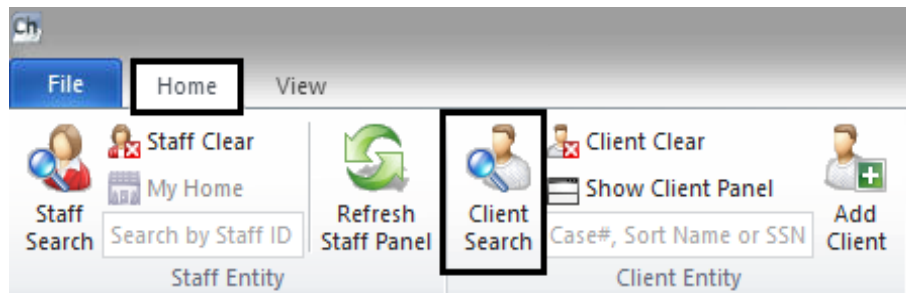 Ch
File Home View
Staff Search
Staff Clear
My Home
Search by Staff ID
Refresh Staff Panel
Staff Entity
Client Search
Client Clear
Show Client Panel
Case#, Sort Name or SSN
Add Client
Client Entity